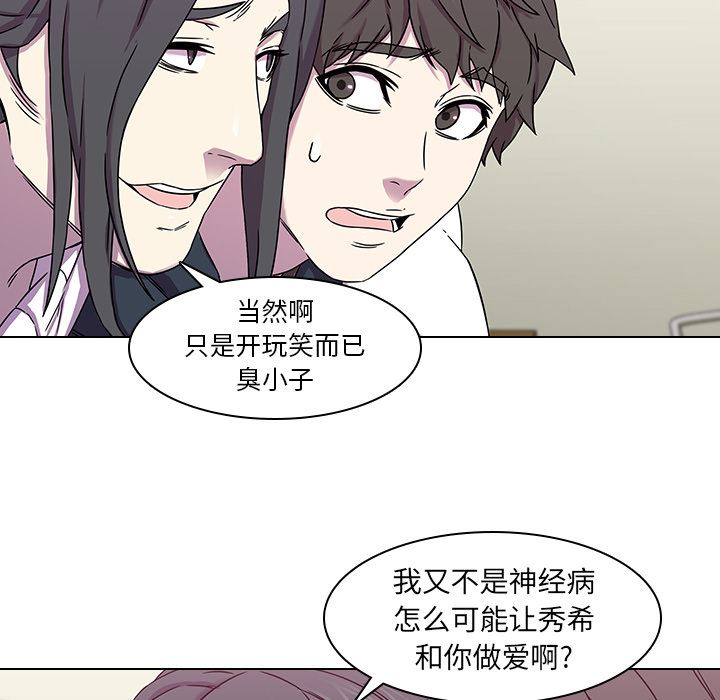 当然啊
只是开玩笑而已
臭小子
我又不是神经病
怎么可能让秀希
和你做爱啊?